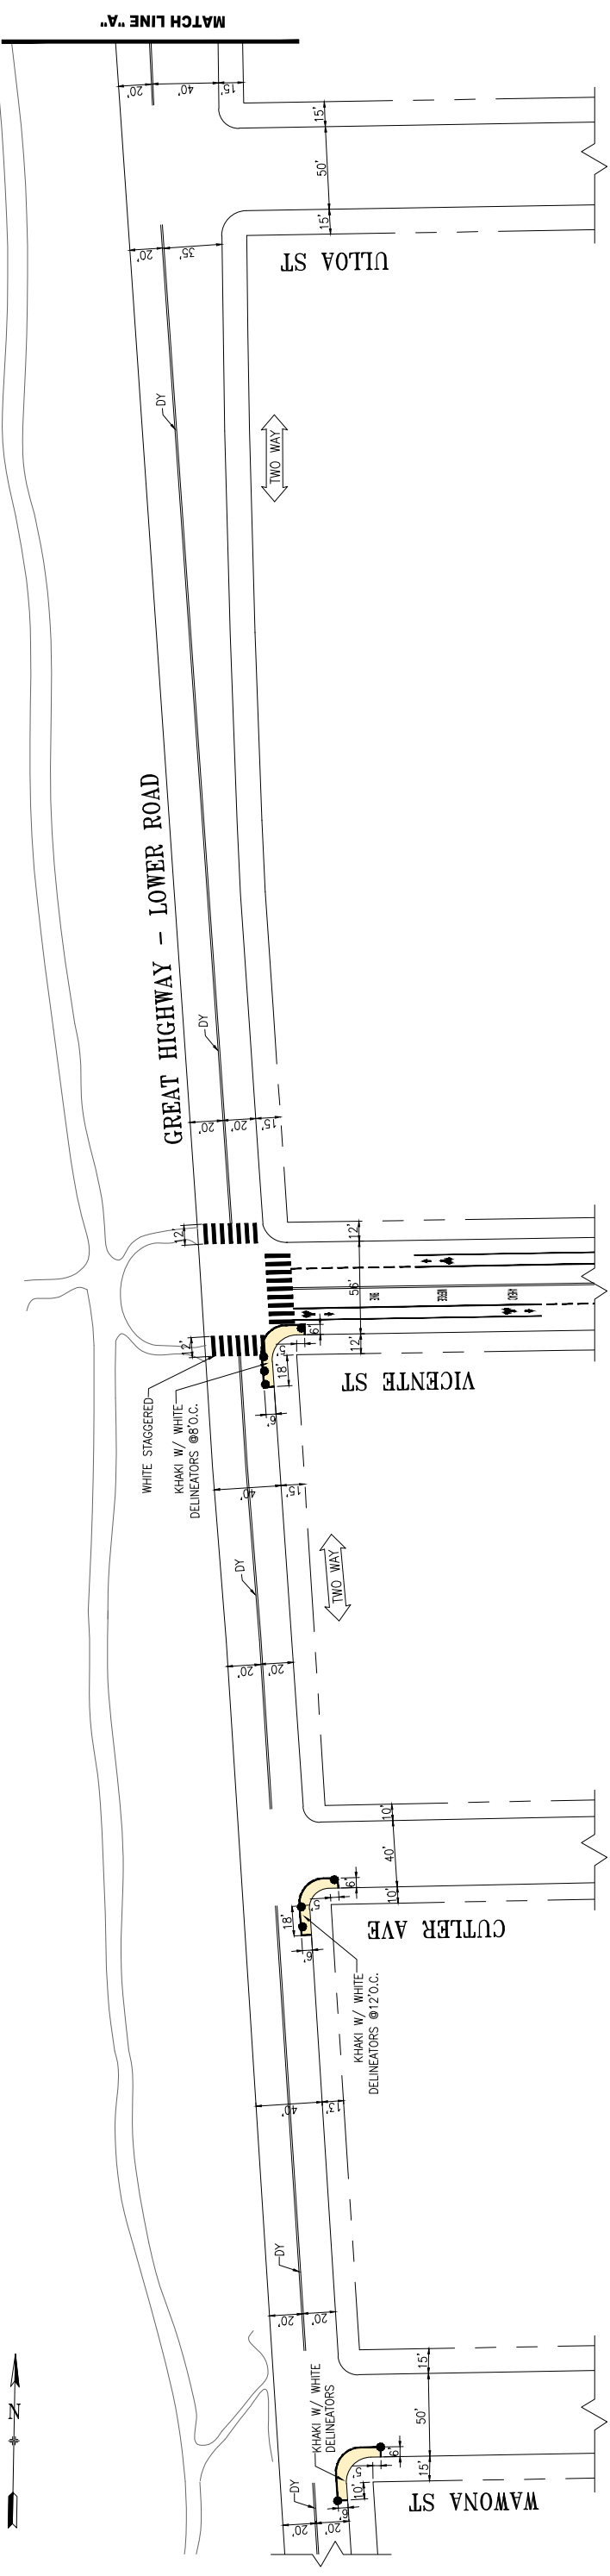 MATCH LINE "A"
20'
40'
15'
15'
50'
15'
ULLOA ST
20'
35'
DY
TWO WAY
GREAT HIGHWAY - LOWER ROAD
DY
20'
20'
15'
12'
12'
56'
12'
12'
6'
5'
18'
6'
VICENTE ST
WHITE STAGGERED
KHAKI W/ WHITE
DELINEATORS @8'O.C.
40'
15'
DY
TWO WAY
20'
20'
10'
40'
10'
6'
5'
18'
6'
CUTLER AVE
KHAKI W/ WHITE
DELINEATORS @12'O.C.
40'
13'
DY
20'
20'
15'
50'
15'
KHAKI W/ WHITE
DELINEATORS
6'
5'
10'
6'
WAWONA ST
DY
20'
20'
N